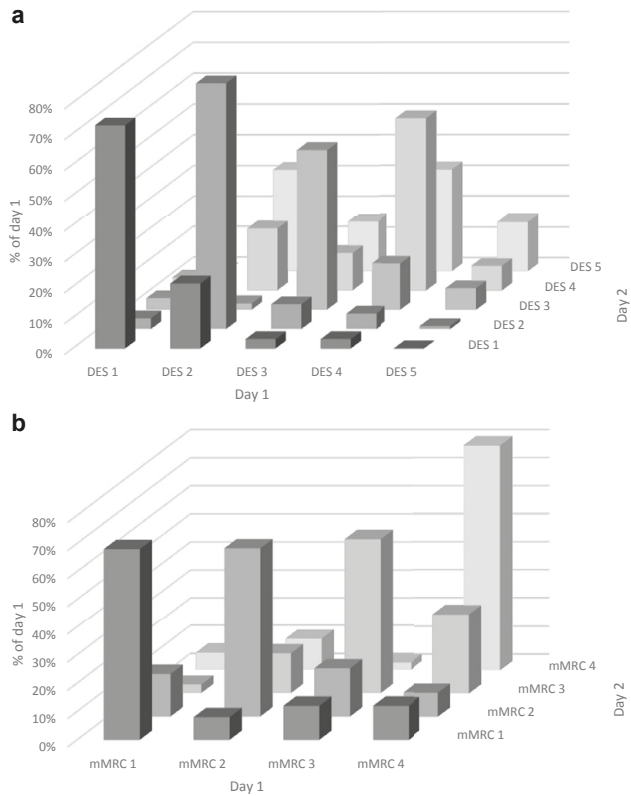 a
80%
70%
60%
50%
40%
30%
20%
10%
0%
% of day 1
DES 1 DES 2 DES 3 DES 4 DES 5
Day 1
DES 5
DES 4
DES 3
DES 2
DES 1
Day 2
b
80%
70%
60%
50%
40%
30%
20%
10%
0%
% of day 1
mMRC 1 mMRC 2 mMRC 3 mMRC 4
Day 1
mMRC 4
mMRC 3
mMRC 2
mMRC 1
Day 2